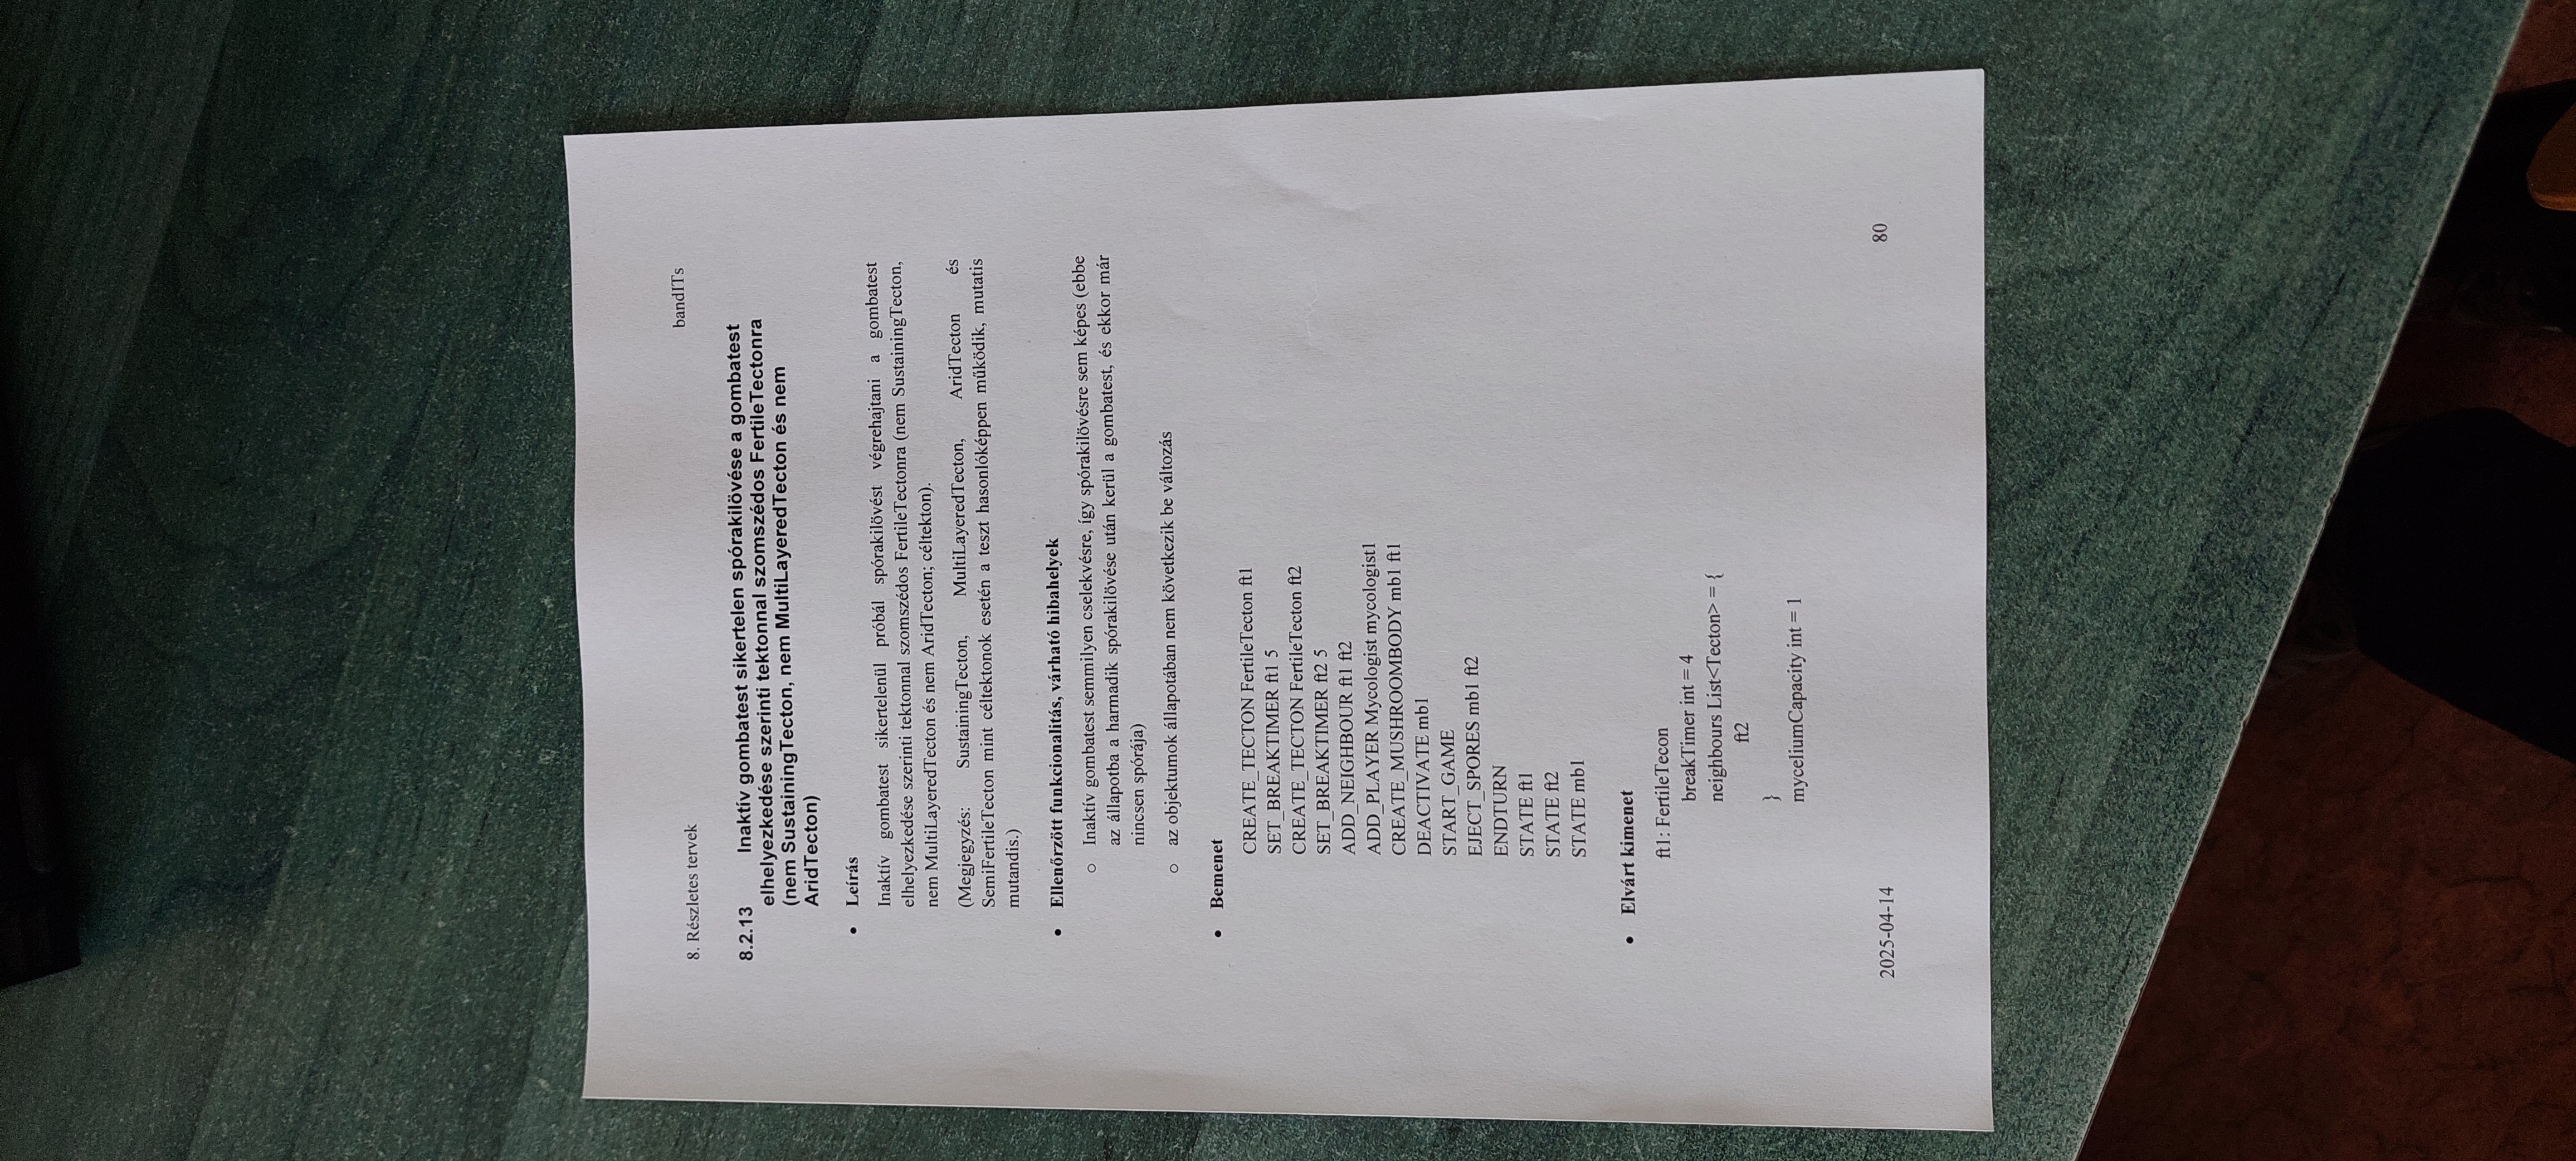 8. Részletes tervek
bandITs
8.2.13 Inaktív gombatest sikertelen spórakilövése a gombatest
elhelyezkedése szerinti tektonnal szomszédos FertileTectonra
(nem SustainingTecton, nem MultiLayeredTecton és nem
AridTecton)
• Leírás
Inaktív gombatest sikertelenül próbál spórakilövést végrehajtani a gombatest
elhelyezkedése szerinti tektonnal szomszédos FertileTectonra (nem SustainingTecton,
nem MultiLayeredTecton és nem AridTecton; céltekton).
(Megjegyzés: SustainingTecton, MultiLayeredTecton, AridTecton és
SemiFertileTecton mint céltektonok esetén a teszt hasonlóképpen működik, mutatis
mutandis.)
• Ellenőrzött funkcionalitás, várható hibahelyek
o Inaktív gombatest semmilyen cselekvésre, így spórakilövésre sem képes (ebbe
az állapotba a harmadik spórakilövése után kerül a gombatest, és ekkor már
nincsen spórája)
o az objektumok állapotában nem következik be változás
• Bemenet
CREATE_TECTON FertileTecton ft1
SET_BREAKTIMER ft1 5
CREATE_TECTON FertileTecton ft2
SET_BREAKTIMER ft2 5
ADD_NEIGHBOUR ft1 ft2
ADD_PLAYER Mycologist mycologist1
CREATE_MUSHROOMBODY mb1 ft1
DEACTIVATE mb1
START_GAME
EJECT_SPORES mb1 ft2
ENDTURN
STATE ft1
STATE ft2
STATE mb1
• Elvárt kimenet
ft1: FertileTecon
breakTimer int = 4
neighbours List<Tecton> = {
ft2
}
myceliumCapacity int = 1
2025-04-14
80